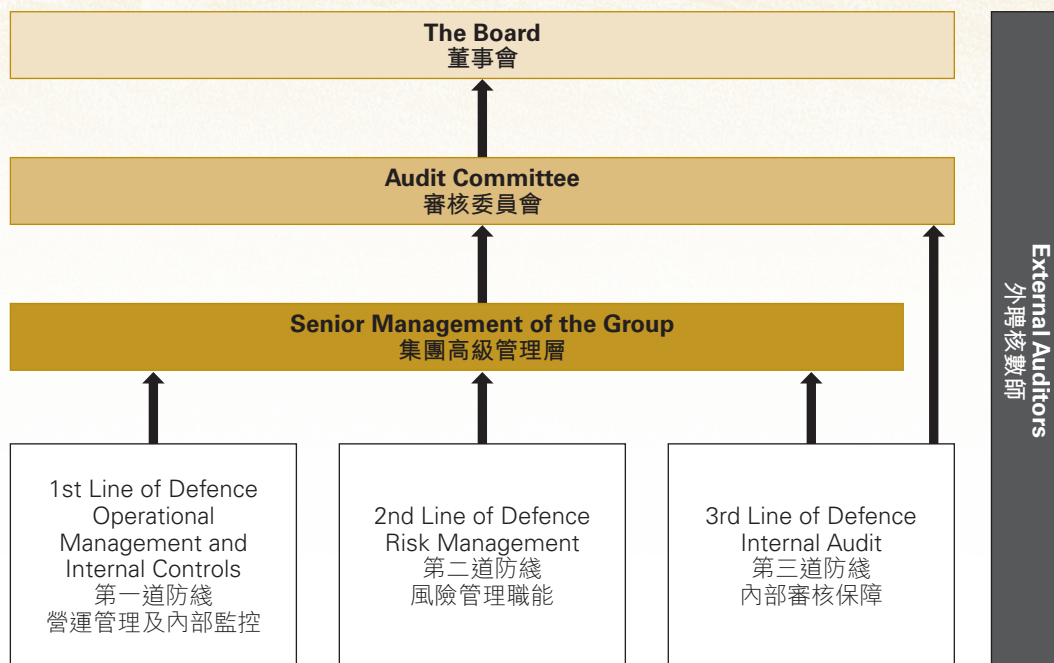 The Board
董事會
Audit Committee
審核委員會
Senior Management of the Group
集團高級管理層
1st Line of Defence
Operational
Management and
Internal Controls
第一道防綫
營運管理及內部監控
2nd Line of Defence
Risk Management
第二道防綫
風險管理職能
3rd Line of Defence
Internal Audit
第三道防綫
內部審核保障
External Auditors
外聘核數師